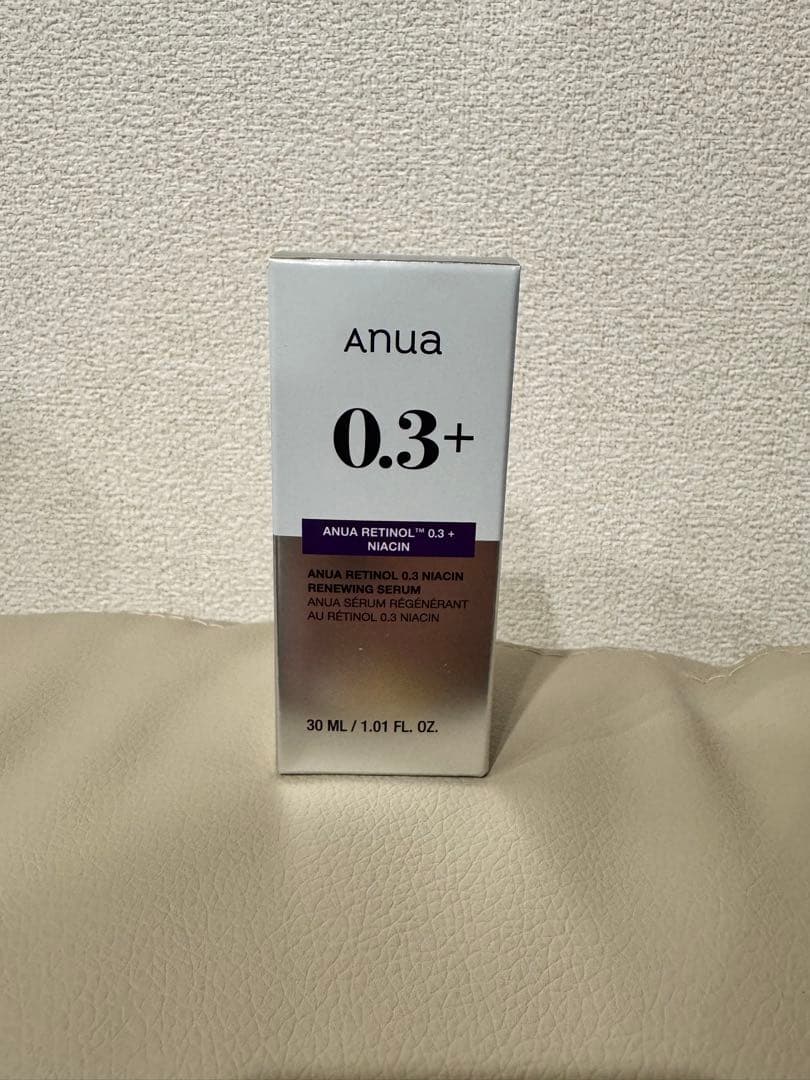 Anua
0.3+
ANUA RETINOL™ 0.3 +
NIACIN
ANUA RETINOL 0.3 NIACIN
RENEWING SERUM
ANUA SÉRUM RÉGÉNÉRANT
AU RÉTINOL 0.3 NIACIN
30 ML / 1.01 FL. OZ.